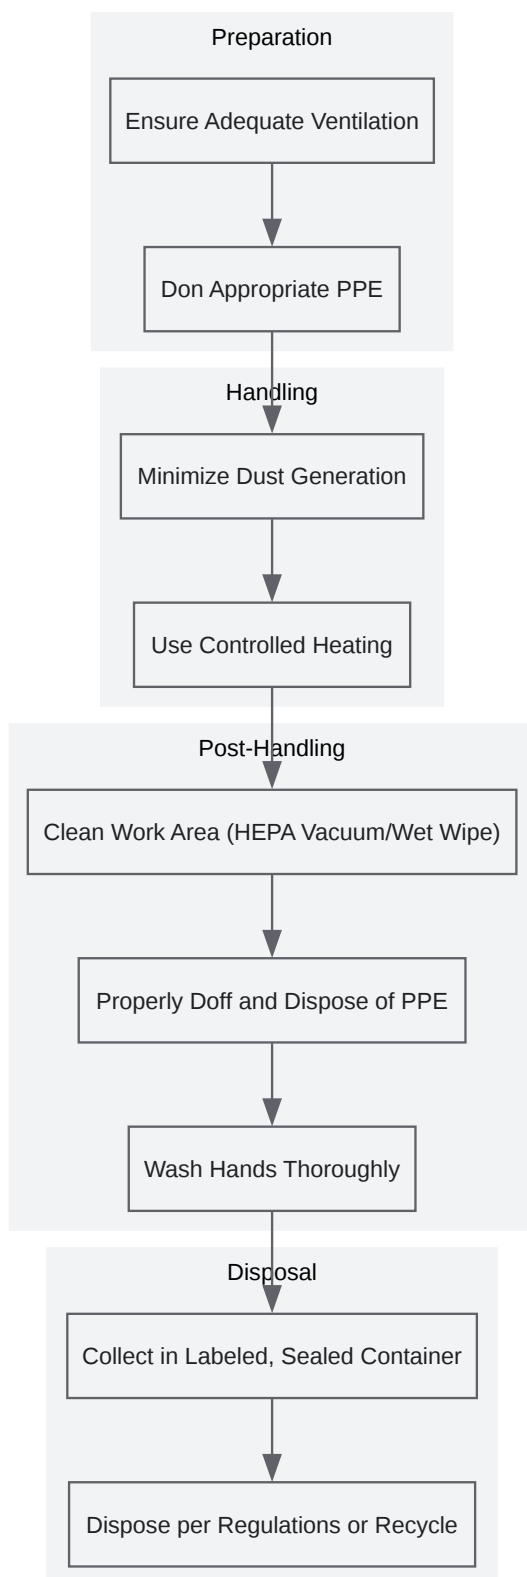 Preparation
Ensure Adequate Ventilation
Don Appropriate PPE
Handling
Minimize Dust Generation
Use Controlled Heating
Post-Handling
Clean Work Area (HEPA Vacuum/Wet Wipe)
Properly Doff and Dispose of PPE
Wash Hands Thoroughly
Disposal
Collect in Labeled, Sealed Container
Dispose per Regulations or Recycle